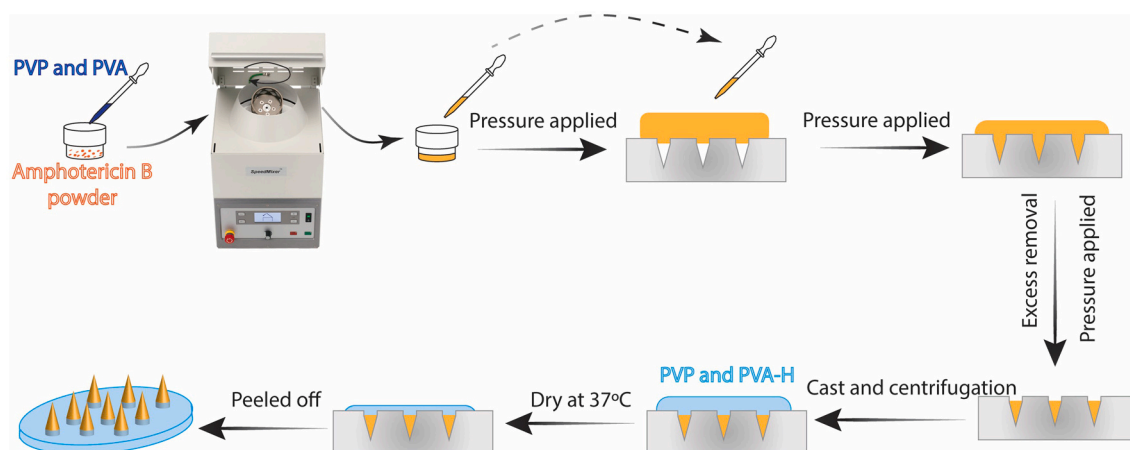 PVP and PVA
Amphotericin B
powder
SpeedMixer
Pressure applied
Pressure applied
Excess removal
Pressure applied
Cast and centrifugation
PVP and PVA-H
Dry at 37ºC
Peeled off